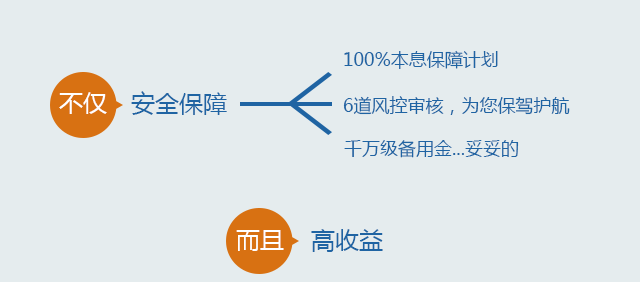 100%本息保障计划
不仅 安全保障
6道风控审核，为您保驾护航
千万级备用金...妥妥的
而且 高收益